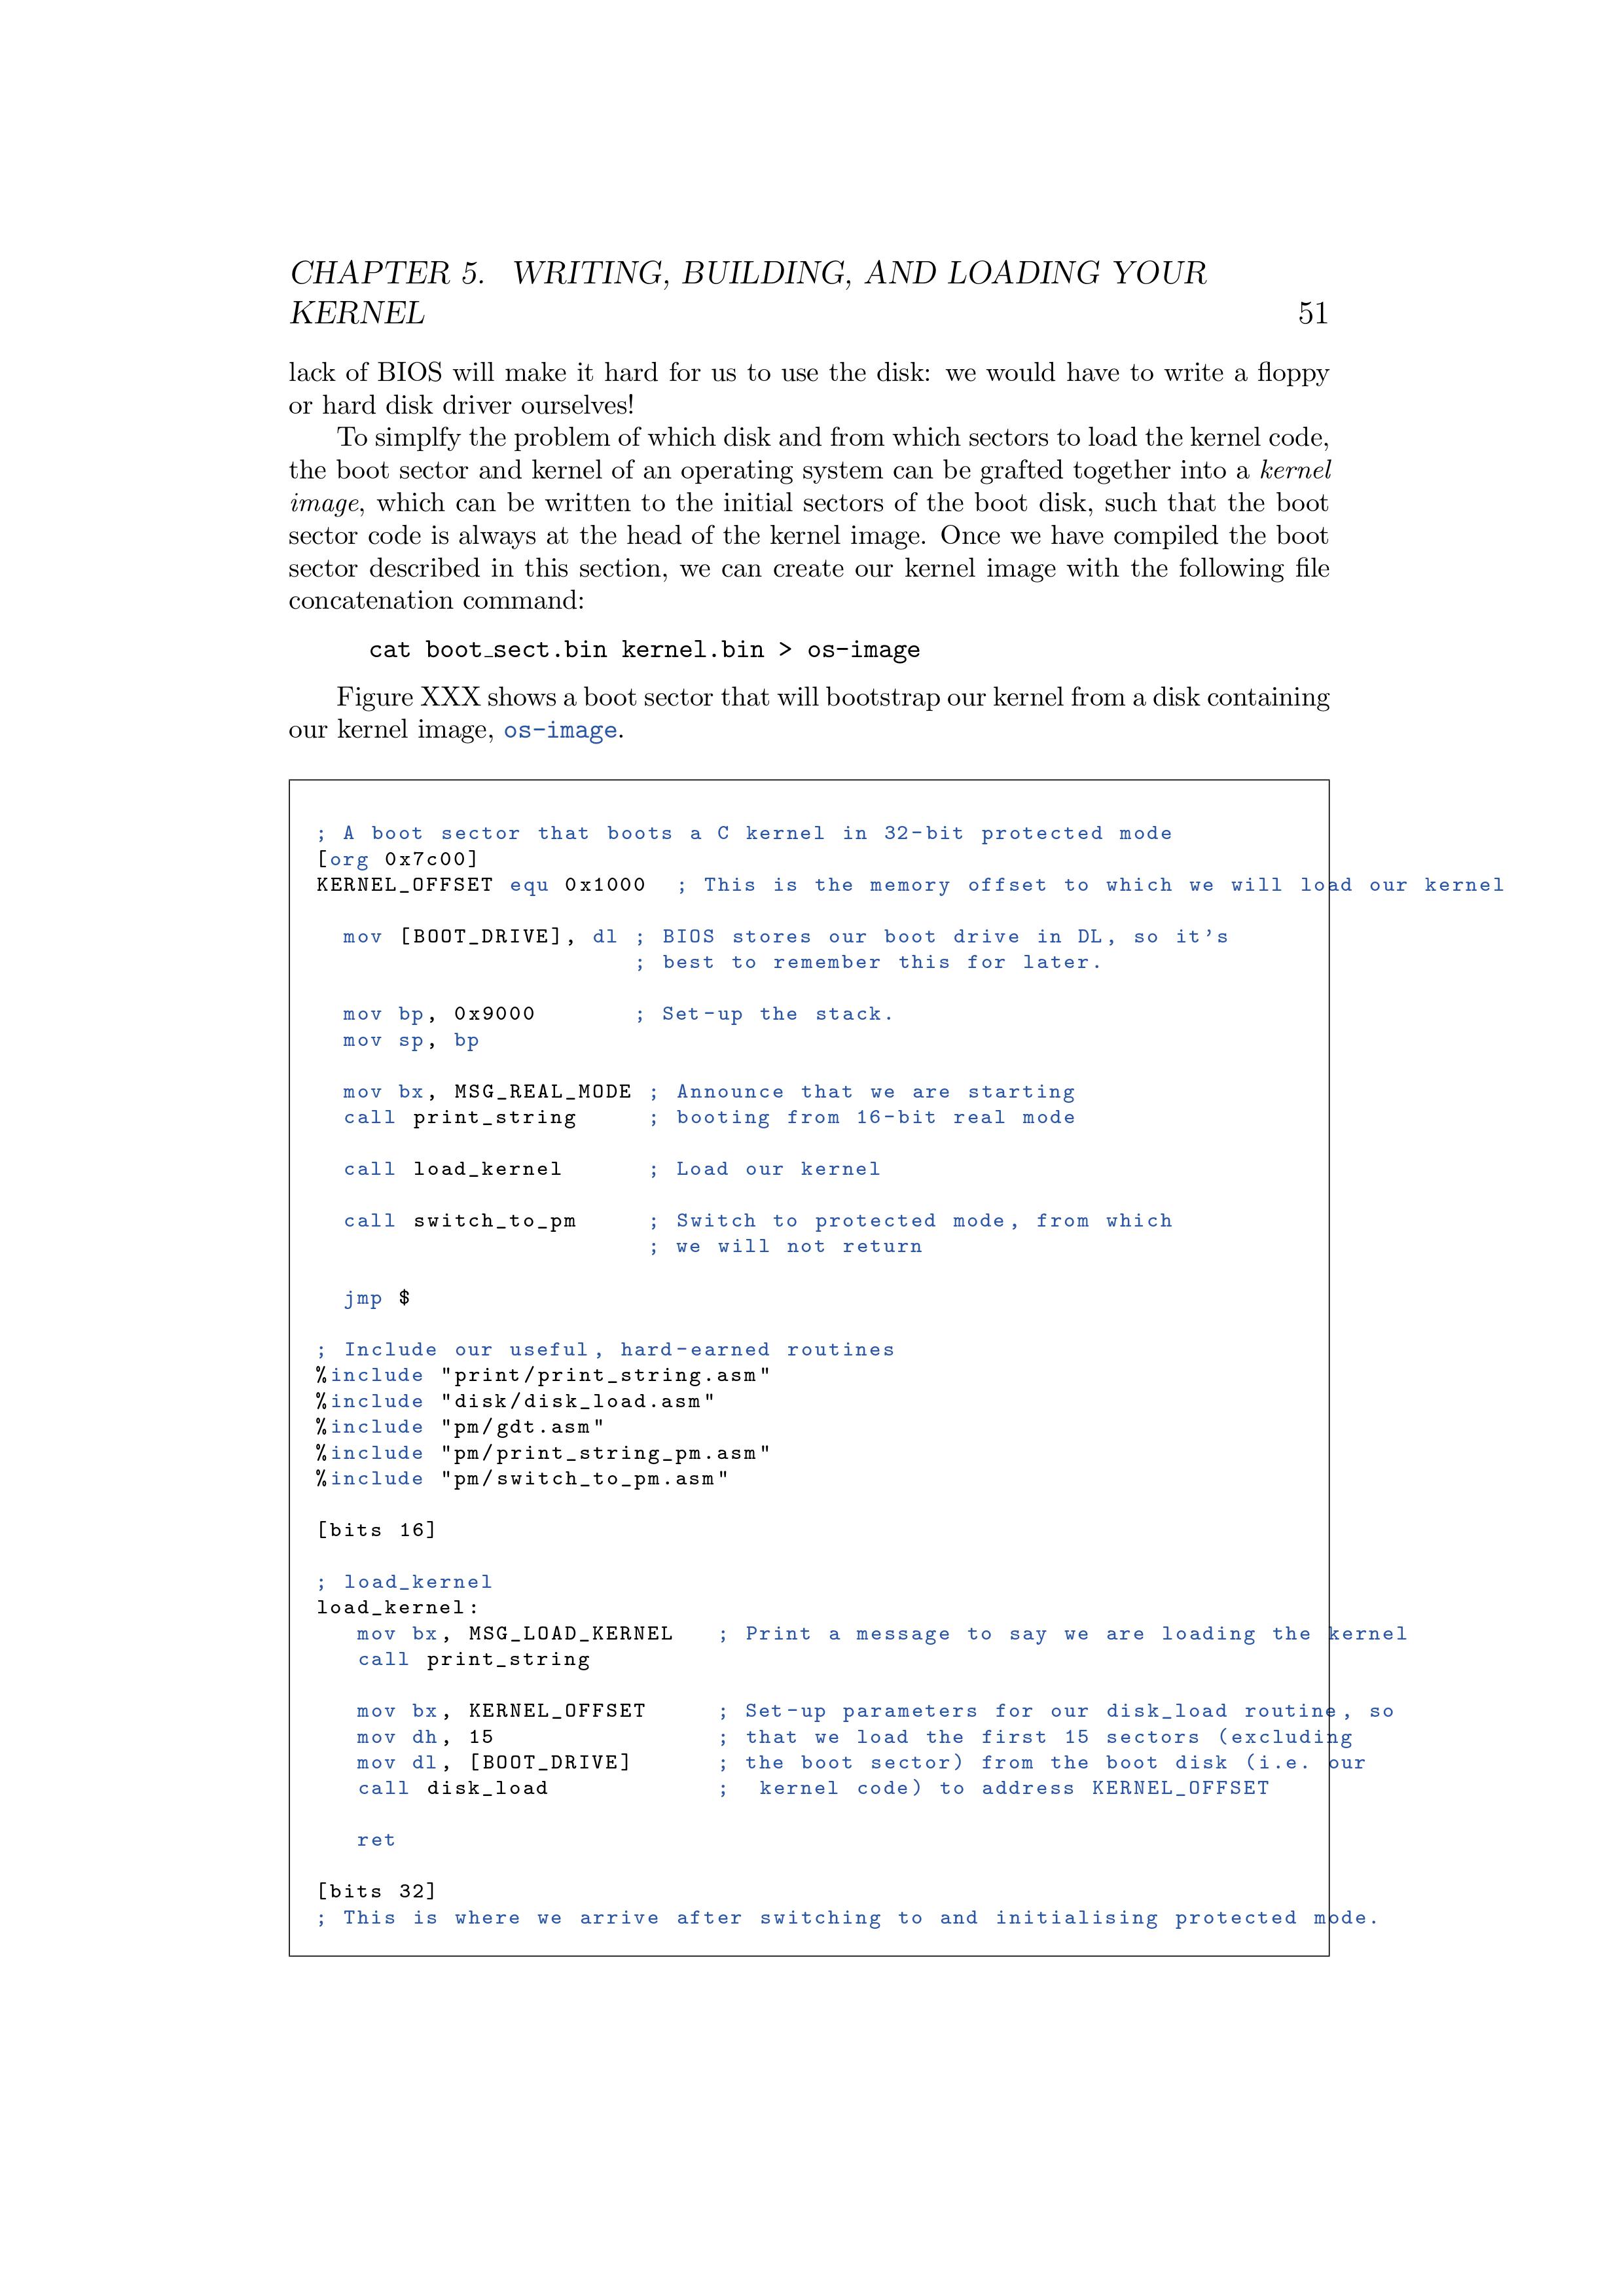 CHAPTER 5. WRITING, BUILDING, AND LOADING YOUR
KERNEL 51
lack of BIOS will make it hard for us to use the disk: we would have to write a floppy
or hard disk driver ourselves!
To simplfy the problem of which disk and from which sectors to load the kernel code,
the boot sector and kernel of an operating system can be grafted together into a kernel
image, which can be written to the initial sectors of the boot disk, such that the boot
sector code is always at the head of the kernel image. Once we have compiled the boot
sector described in this section, we can create our kernel image with the following file
concatenation command:
cat boot_sect.bin kernel.bin > os-image
Figure XXX shows a boot sector that will bootstrap our kernel from a disk containing
our kernel image, os-image.
; A boot sector that boots a C kernel in 32-bit protected mode
[org 0x7c00]
KERNEL_OFFSET equ 0x1000 ; This is the memory offset to which we will load our kernel
mov [BOOT_DRIVE], dl ; BIOS stores our boot drive in DL, so it's
; best to remember this for later.
mov bp, 0x9000 ; Set-up the stack.
mov sp, bp
mov bx, MSG_REAL_MODE ; Announce that we are starting
call print_string ; booting from 16-bit real mode
call load_kernel ; Load our kernel
call switch_to_pm ; Switch to protected mode, from which
; we will not return
jmp $
; Include our useful, hard-earned routines
%include "print/print_string.asm"
%include "disk/disk_load.asm"
%include "pm/gdt.asm"
%include "pm/print_string_pm.asm"
%include "pm/switch_to_pm.asm"
[bits 16]
; load_kernel
load_kernel:
mov bx, MSG_LOAD_KERNEL ; Print a message to say we are loading the kernel
call print_string
mov bx, KERNEL_OFFSET ; Set-up parameters for our disk_load routine, so
mov dh, 15 ; that we load the first 15 sectors (excluding
mov dl, [BOOT_DRIVE] ; the boot sector) from the boot disk (i.e. our
call disk_load ; kernel code) to address KERNEL_OFFSET
ret
[bits 32]
; This is where we arrive after switching to and initialising protected mode.